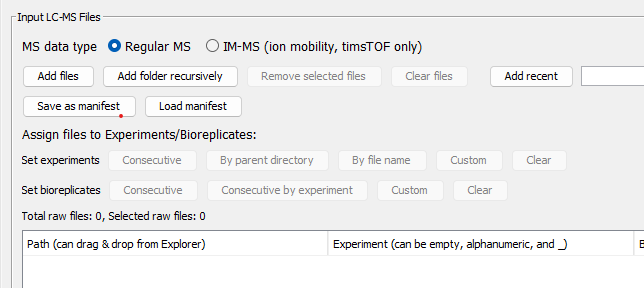 Input LC-MS Files
MS data type Regular MS IM-MS (ion mobility, timsTOF only)
Add files Add folder recursively Remove selected files Clear files Add recent
Save as manifest Load manifest
Assign files to Experiments/Bioreplicates:
Set experiments Consecutive By parent directory By file name Custom Clear
Set bioreplicates Consecutive Consecutive by experiment Custom Clear
Total raw files: 0, Selected raw files: 0
Path (can drag & drop from Explorer) Experiment (can be empty, alphanumeric, and _)